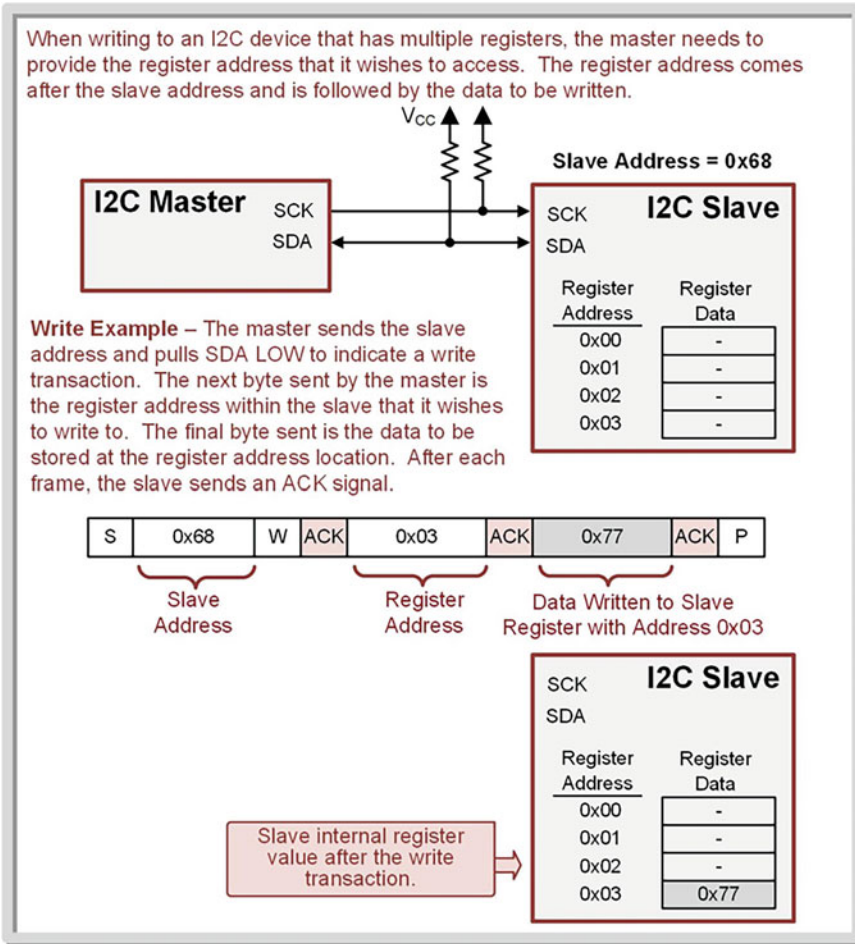 When writing to an I2C device that has multiple registers, the master needs to
provide the register address that it wishes to access. The register address comes
after the slave address and is followed by the data to be written.
VCC
Slave Address = 0x68
I2C Master
SCK
SDA
SCK
I2C Slave
SDA
Register Address
Register Data
0x00 -
0x01 -
0x02 -
0x03 -
Write Example – The master sends the slave
address and pulls SDA LOW to indicate a write
transaction. The next byte sent by the master is
the register address within the slave that it wishes
to write to. The final byte sent is the data to be
stored at the register address location. After each
frame, the slave sends an ACK signal.
S 0x68 W ACK 0x03 ACK 0x77 ACK P
Slave
Address
Register
Address
Data Written to Slave
Register with Address 0x03
SCK
I2C Slave
SDA
Register Address
Register Data
0x00 -
0x01 -
0x02 -
0x03 0x77
Slave internal register
value after the write
transaction.